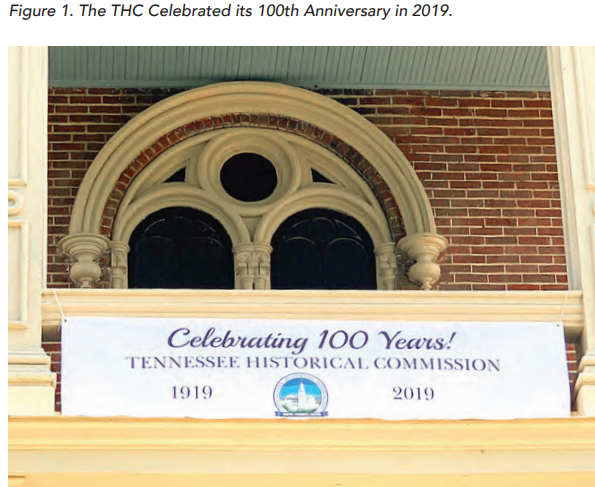 Figure 1. The THC Celebrated its 100th Anniversary in 2019.
Celebrating 100 Years!
TENNESSEE HISTORICAL COMMISSION
1919 2019